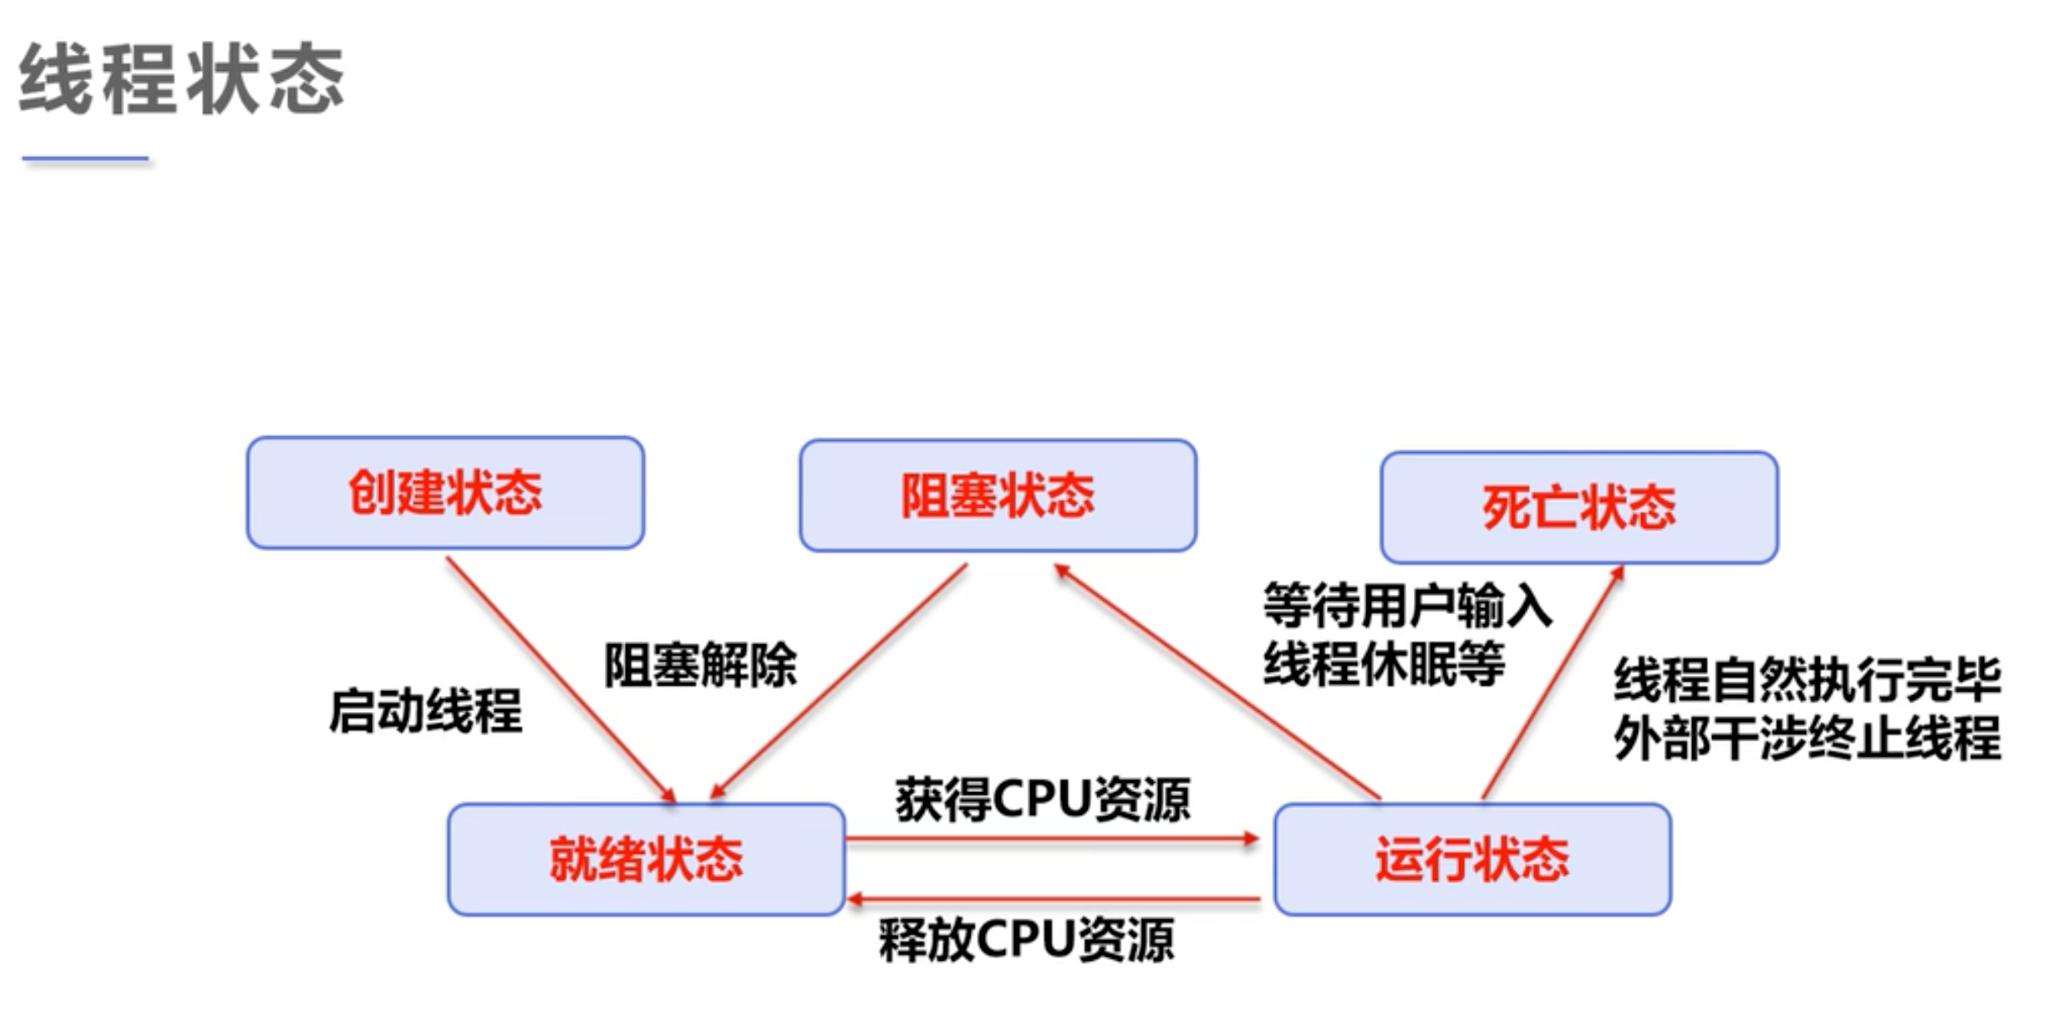 线程状态
创建状态
阻塞状态
死亡状态
等待用户输入
线程休眠等
阻塞解除
线程自然执行完毕
外部干涉终止线程
启动线程
获得CPU资源
就绪状态
运行状态
释放CPU资源